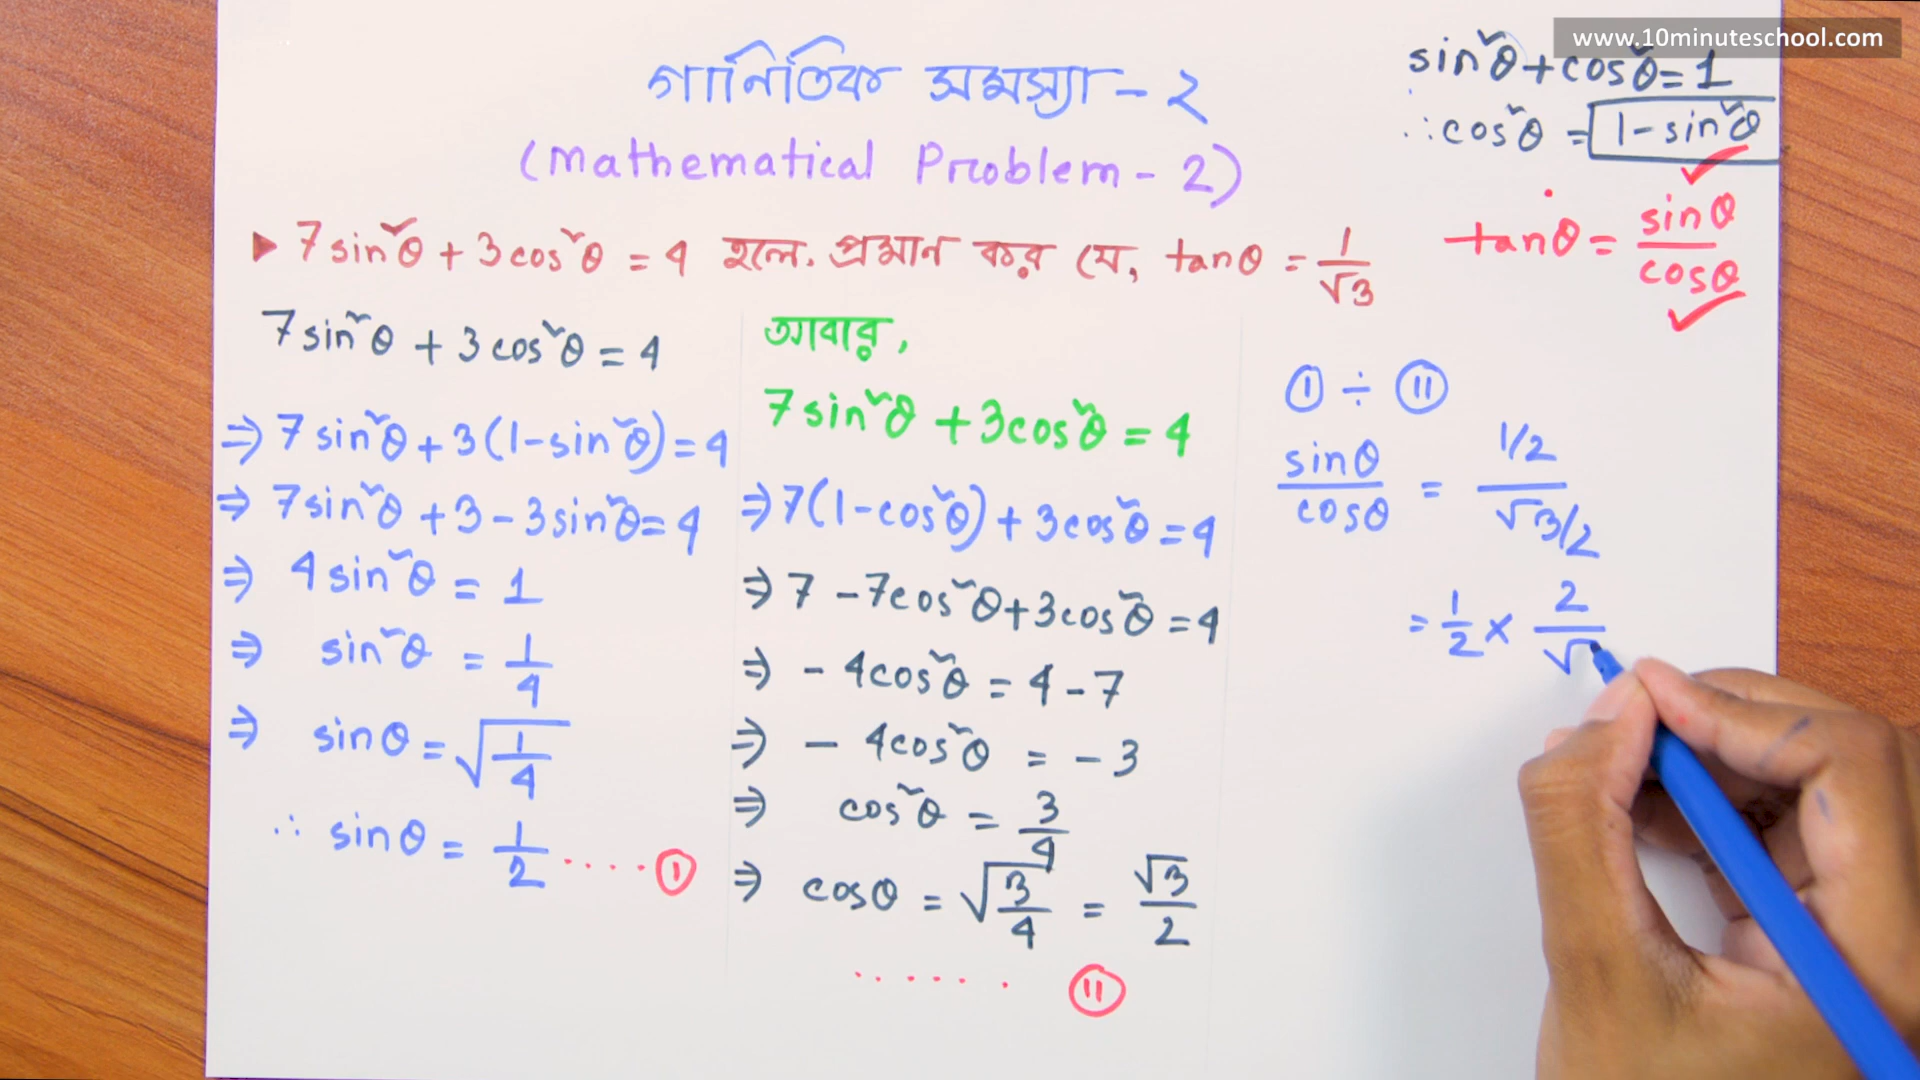 www.10minuteschool.com
গানিতিক সমস্যা - ২
(Mathematical Problem - 2)
sin²θ + cos²θ = 1
∴ cos²θ = 1 - sin²θ
tanθ = sinθ/cosθ
▶ 7sin²θ + 3cos²θ = 4 হলে. প্রমান কর যে, tanθ = 1/√3
7sin²θ + 3cos²θ = 4
⇒ 7sin²θ + 3(1-sin²θ) = 4
⇒ 7sin²θ + 3 - 3sin²θ = 4
⇒ 4sin²θ = 1
⇒ sin²θ = 1/4
⇒ sinθ = √(1/4)
∴ sinθ = 1/2 ..... ①
আবার,
7sin²θ + 3cos²θ = 4
⇒ 7(1-cos²θ) + 3cos²θ = 4
⇒ 7 - 7cos²θ + 3cos²θ = 4
⇒ - 4cos²θ = 4 - 7
⇒ - 4cos²θ = - 3
⇒ cos²θ = 3/4
⇒ cosθ = √(3/4) = √3/2
...... ⑪
① ÷ ⑪
sinθ/cosθ = (1/2)/(√3/2)
= 1/2 × 2/√